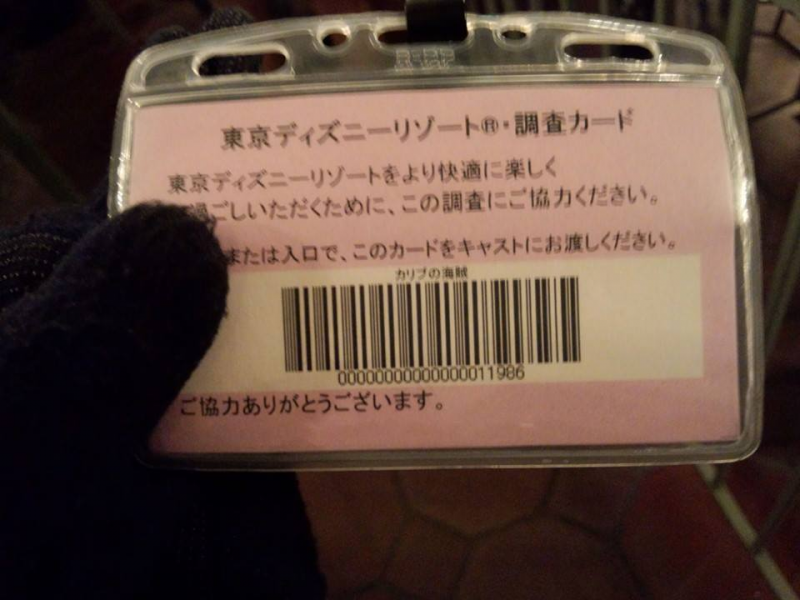 東京ディズニーリゾート®・調査カード
東京ディズニーリゾートをより快適に楽しく
過ごしいただくために、この調査にご協力ください。
または入口で、このカードをキャストにお渡しください。
カリブの海賊
00000000000000011986
ご協力ありがとうございます。